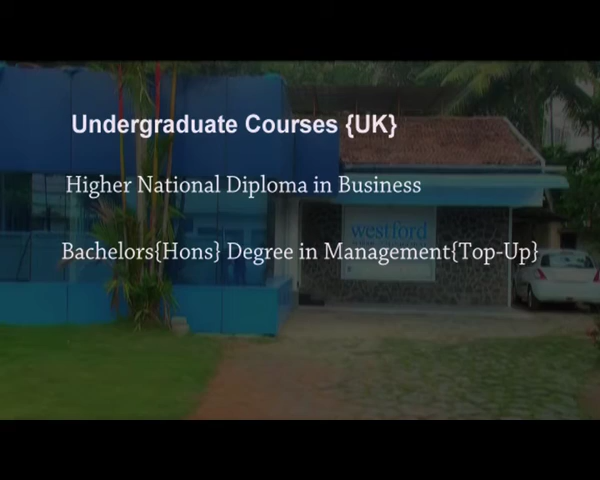 Undergraduate Courses {UK}
Higher National Diploma in Business
Bachelors{Hons} Degree in Management{Top-Up}
westford